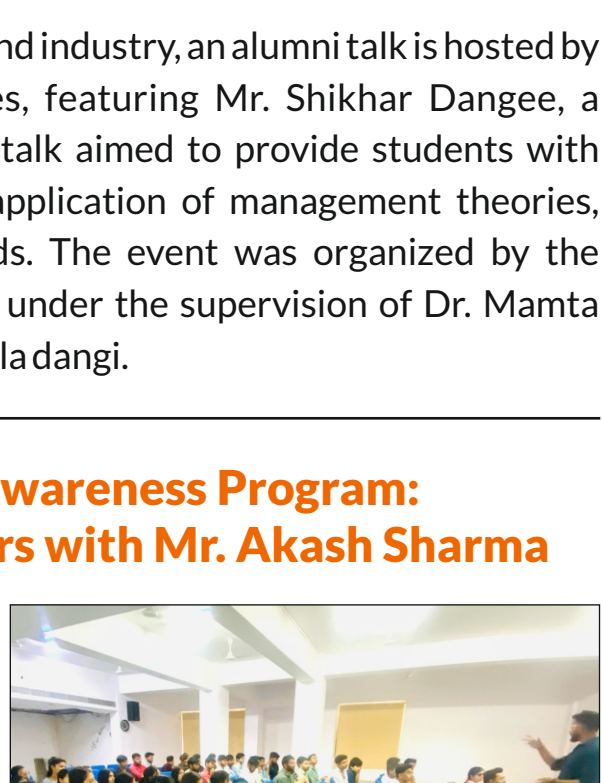 nd industry, an alumni talk is hosted by
es, featuring Mr. Shikhar Dangee, a
talk aimed to provide students with
application of management theories,
ds. The event was organized by the
under the supervision of Dr. Mamta
la dangi.
wareness Program:
rs with Mr. Akash Sharma